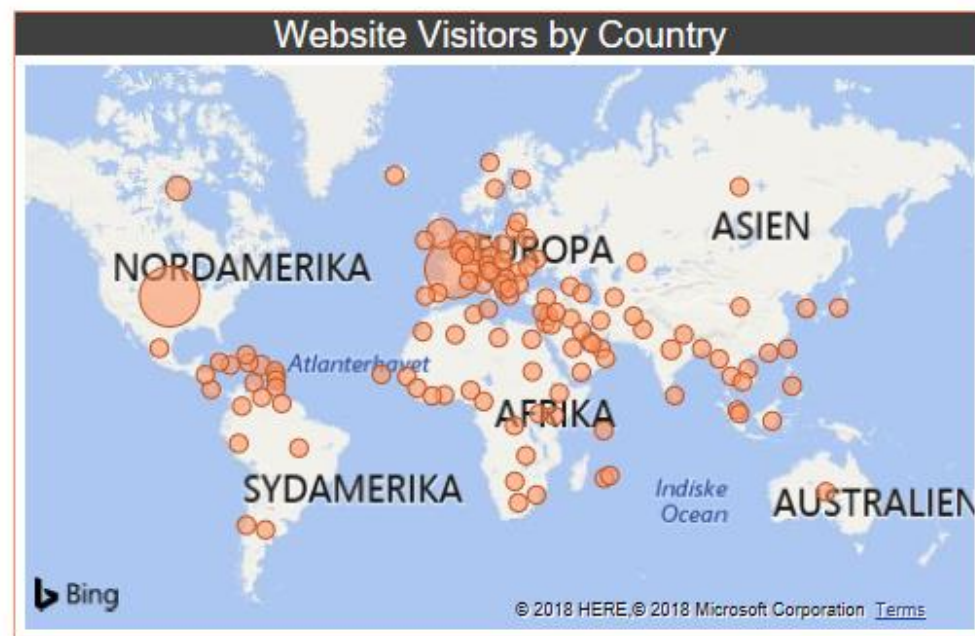 Website Visitors by Country
ASIEN
EUROPA
NORDAMERIKA
Atlanterhavet
AFRIKA
SYDAMERIKA
Indiske
Ocean
AUSTRALIEN
Bing
© 2018 HERE,© 2018 Microsoft Corporation Terms